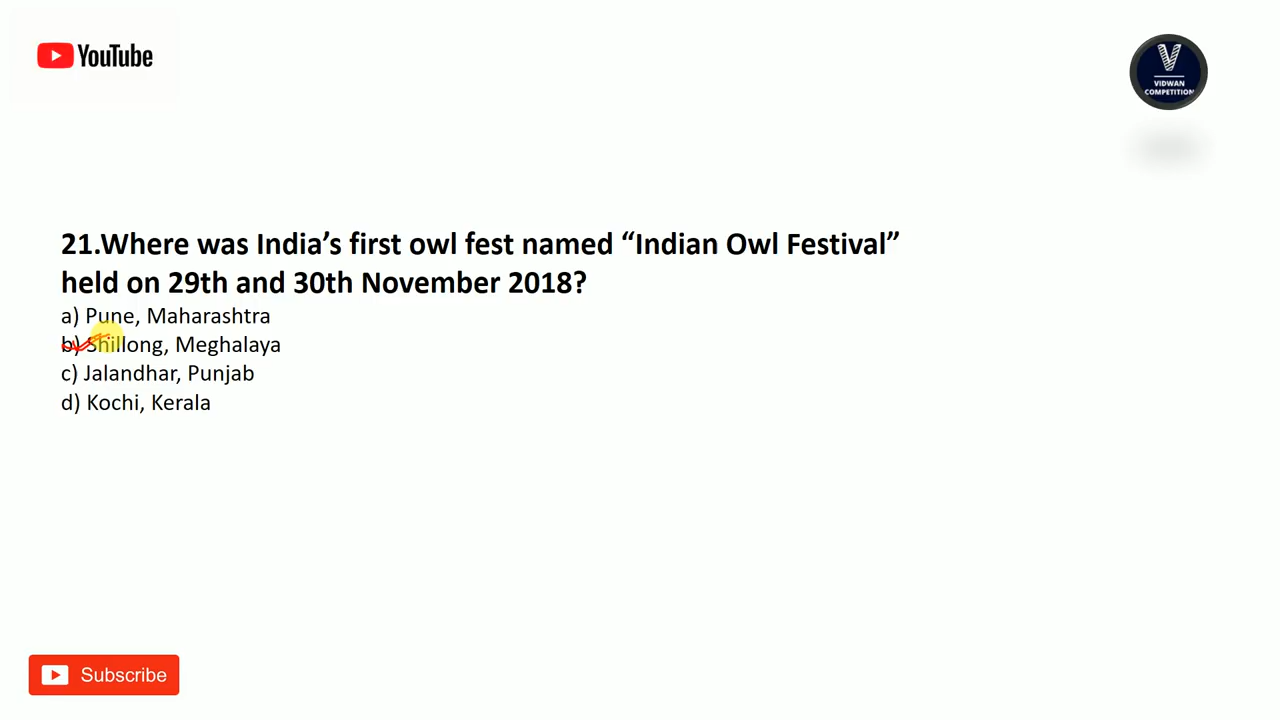 YouTube
V
VIDWAN
COMPETITION
21.Where was India’s first owl fest named “Indian Owl Festival”
held on 29th and 30th November 2018?
a) Pune, Maharashtra
b) Shillong, Meghalaya
c) Jalandhar, Punjab
d) Kochi, Kerala
Subscribe